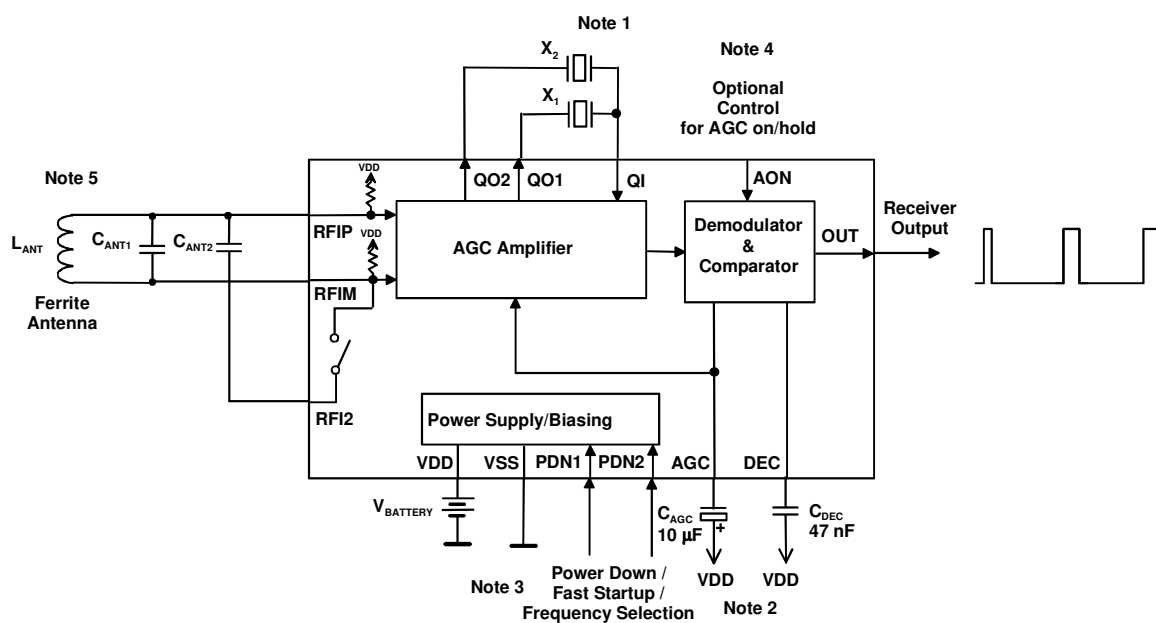 Note 1
X2
Note 4
X1
Optional
Control
for AGC on/hold
Note 5
VDD
QO2
QO1
QI
AON
Receiver
Output
RFIP
LANT
CANT1
CANT2
VDD
AGC Amplifier
Demodulator
&
Comparator
OUT
RFIM
Ferrite
Antenna
RFI2
Power Supply/Biasing
VDD
VSS
PDN1
PDN2
AGC
DEC
VBATTERY
CAGC
10 µF
+
CDEC
47 nF
Note 3
Power Down /
Fast Startup /
Frequency Selection
VDD
VDD
Note 2